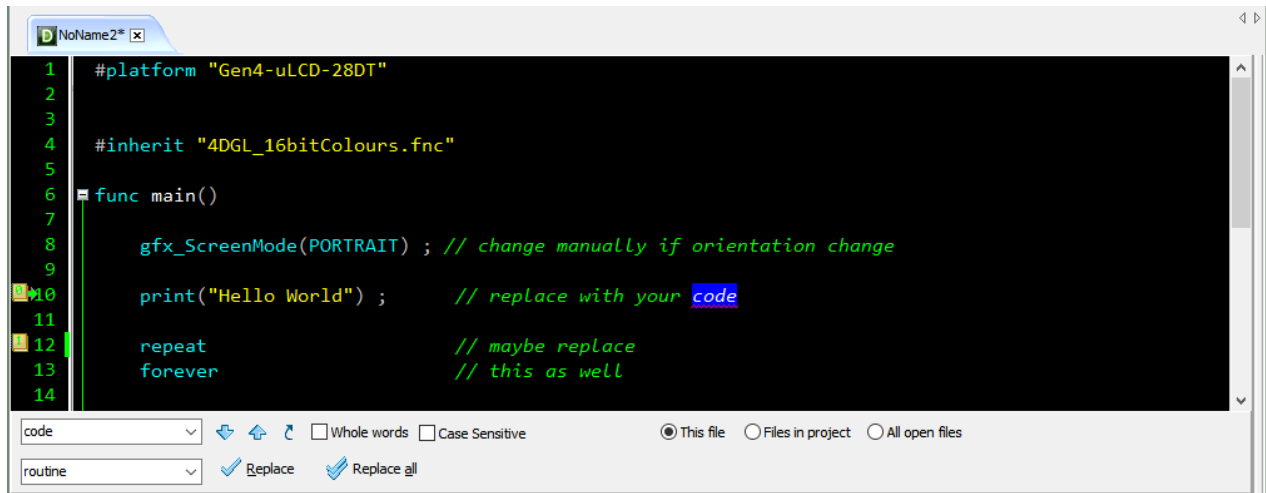 NoName2*
1 #platform "Gen4-uLCD-28DT"
2
3
4 #inherit "4DGL_16bitColours.fnc"
5
6 func main()
7
8 gfx_ScreenMode(PORTRAIT) ; // change manually if orientation change
9
0 10 print("Hello World") ; // replace with your code
11
1 12 repeat // maybe replace
13 forever // this as well
14
code Whole words Case Sensitive This file Files in project All open files
routine Replace Replace all